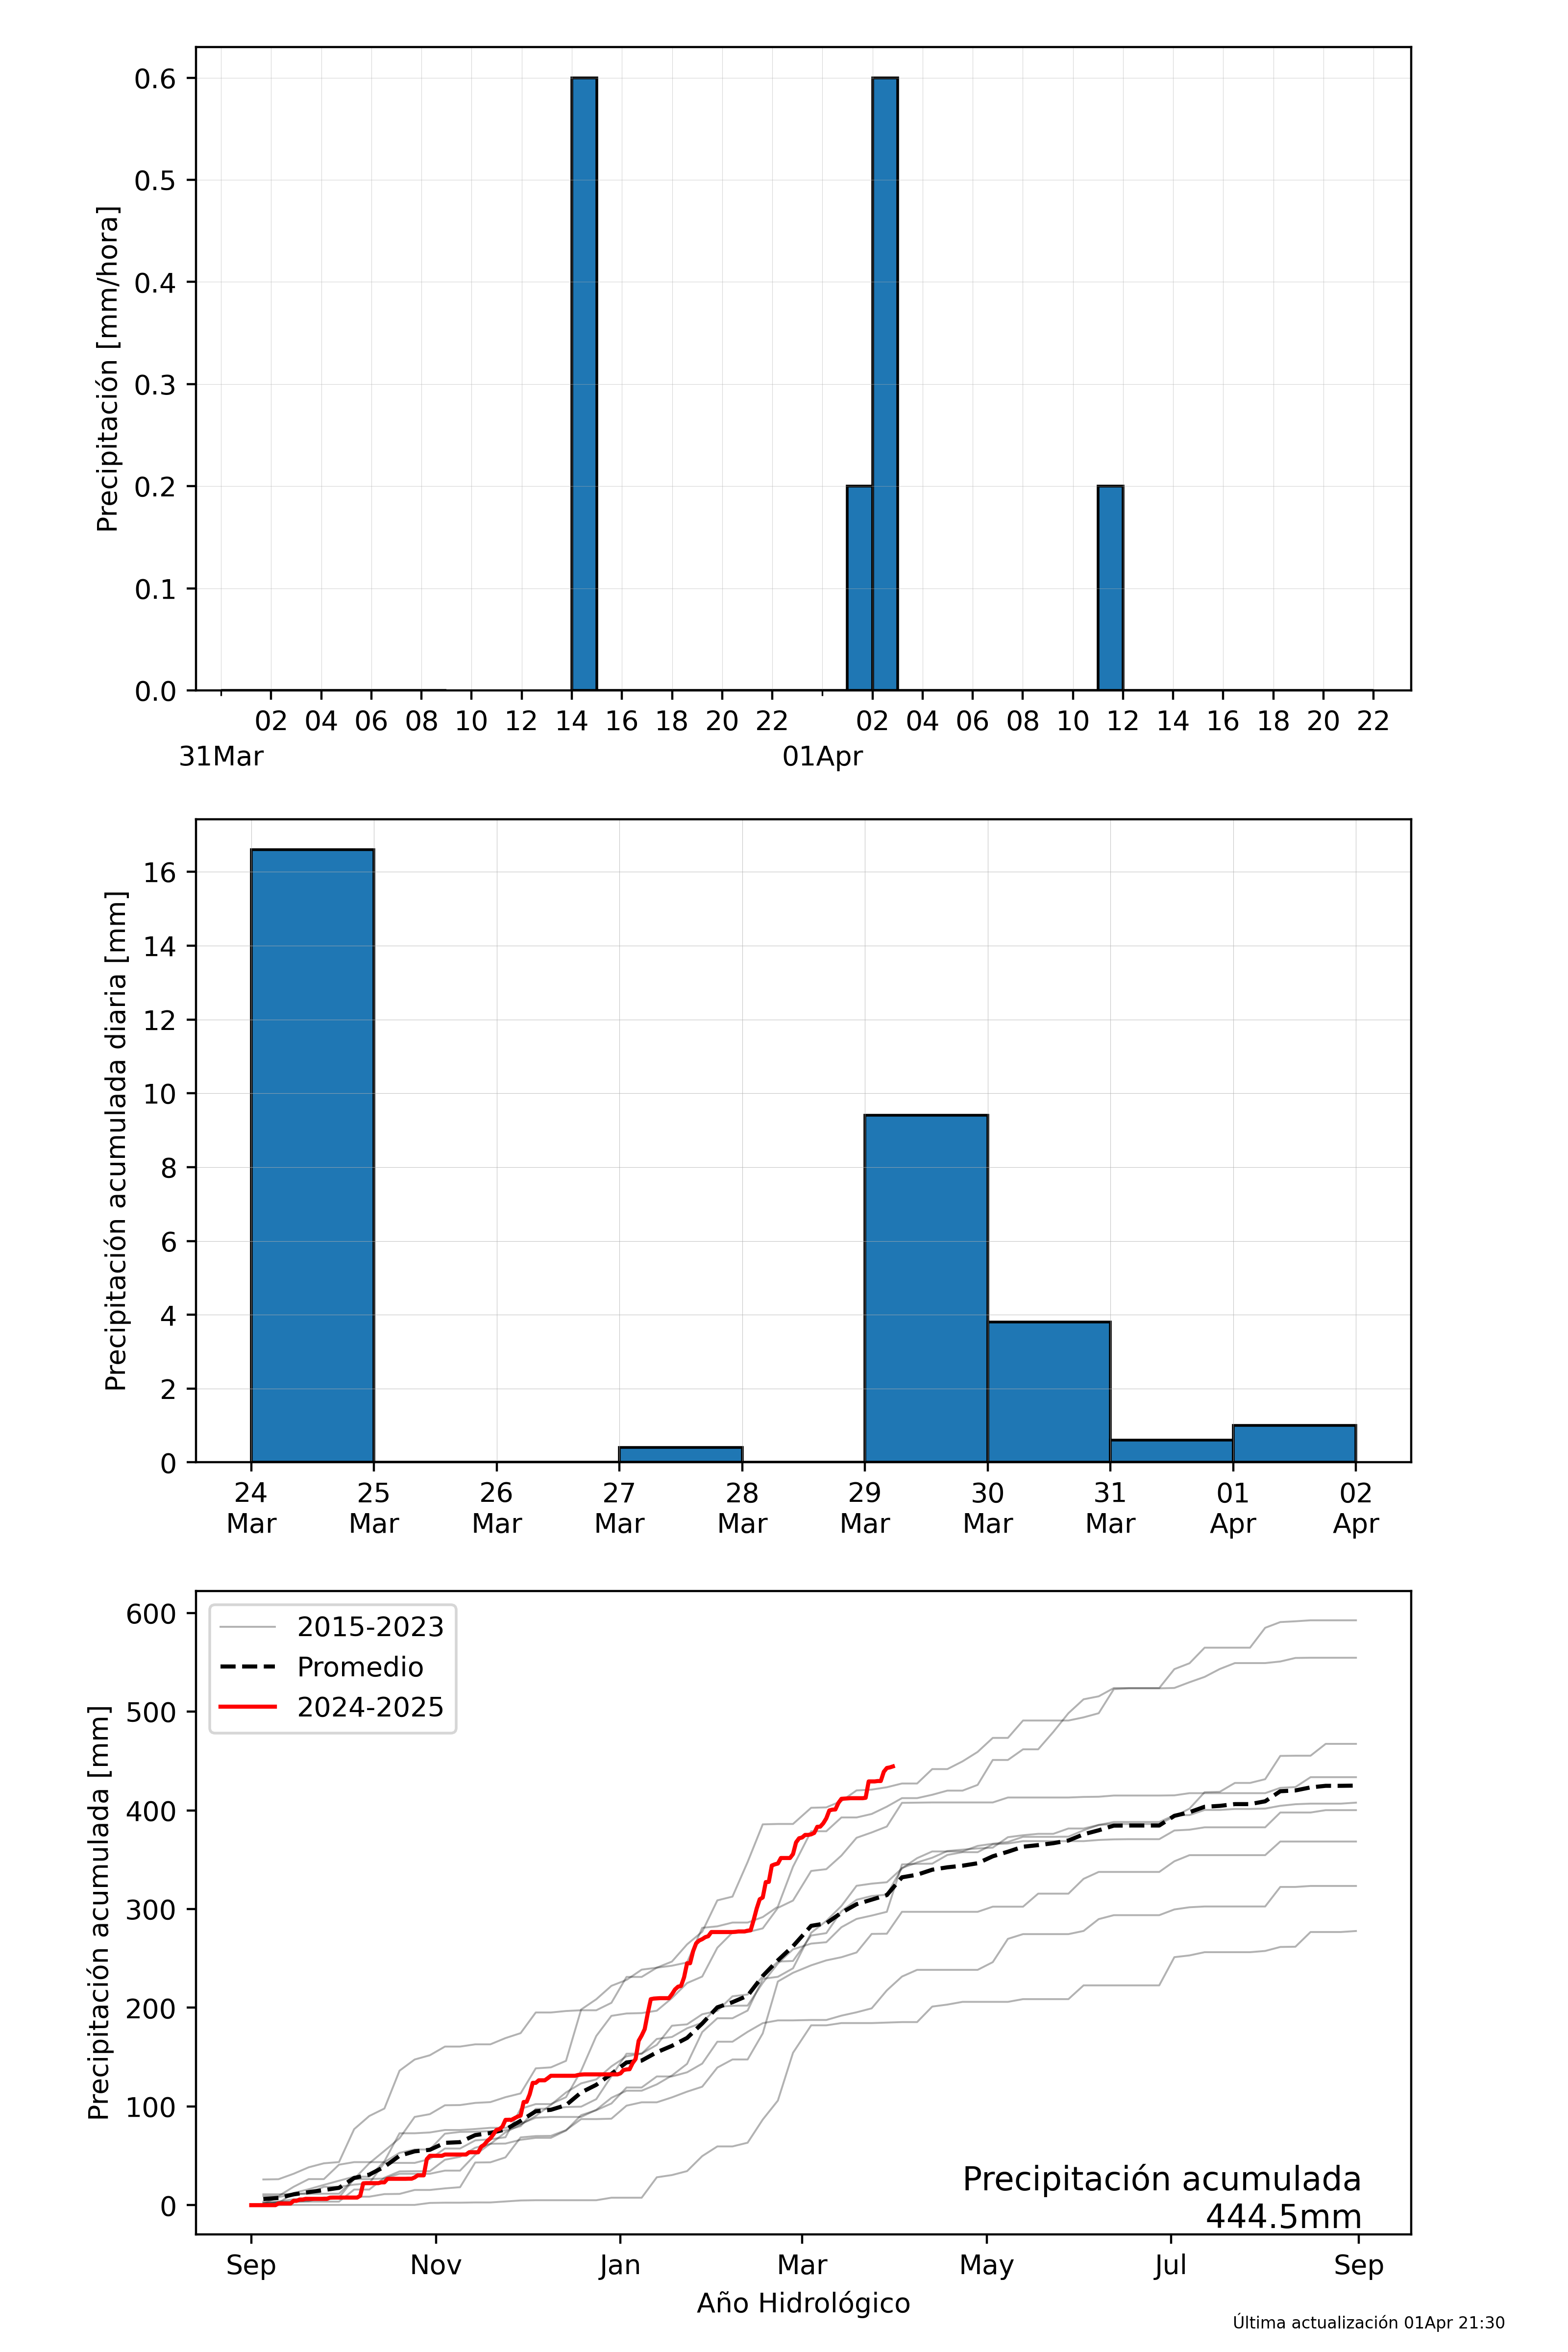 Precipitación [mm/hora]
0.6
0.5
0.4
0.3
0.2
0.1
0.0
02 04 06 08 10 12 14 16 18 20 22 02 04 06 08 10 12 14 16 18 20 22
31Mar 01Apr
Precipitación acumulada diaria [mm]
16
14
12
10
8
6
4
2
0
24 25 26 27 28 29 30 31 01 02
Mar Mar Mar Mar Mar Mar Mar Mar Apr Apr
Precipitación acumulada [mm]
600
500
400
300
200
100
0
2015-2023
Promedio
2024-2025
Precipitación acumulada
444.5mm
Sep Nov Jan Mar May Jul Sep
Año Hidrológico
Última actualización 01Apr 21:30